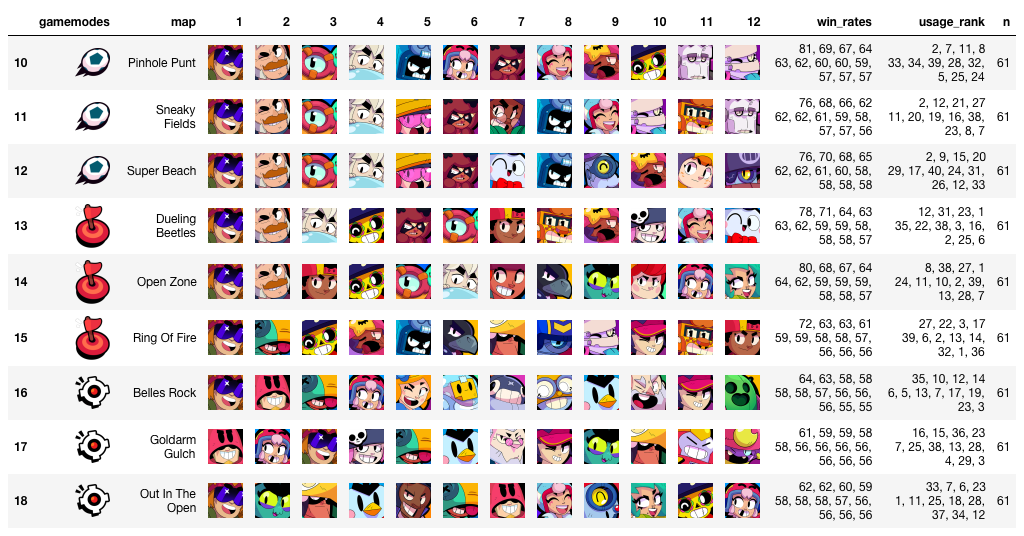 gamemodes map 1 2 3 4 5 6 7 8 9 10 11 12 win_rates usage_rank n
10 Pinhole Punt 81, 69, 67, 64 2, 7, 11, 8 61
63, 62, 60, 60, 59, 33, 34, 39, 28, 32,
57, 57, 57 5, 25, 24
11 Sneaky Fields 76, 68, 66, 62 2, 12, 21, 27 61
62, 62, 61, 59, 58, 11, 20, 19, 16, 38,
57, 57, 56 23, 8, 7
12 Super Beach 76, 70, 68, 65 2, 9, 15, 20 61
62, 62, 61, 60, 58, 29, 17, 40, 24, 31,
58, 58, 58 26, 12, 33
13 Dueling Beetles 78, 71, 64, 63 12, 31, 23, 1 61
63, 62, 59, 59, 58, 35, 22, 38, 3, 16,
58, 58, 57 2, 25, 6
14 Open Zone 80, 68, 67, 64 8, 38, 27, 1 61
64, 62, 59, 59, 59, 24, 11, 10, 2, 39,
58, 58, 57 13, 28, 7
15 Ring Of Fire 72, 63, 63, 61 27, 22, 3, 17 61
59, 59, 58, 58, 57, 39, 6, 2, 13, 14,
56, 56, 56 32, 1, 36
16 Belles Rock 64, 63, 58, 58 35, 10, 12, 14 61
58, 58, 57, 56, 56, 6, 5, 13, 7, 17, 19,
56, 55, 55 23, 3
17 Goldarm Gulch 61, 59, 59, 58 16, 15, 36, 23 61
58, 56, 56, 56, 56, 7, 25, 38, 13, 28,
56, 56, 56 4, 29, 3
18 Out In The Open 62, 62, 60, 59 33, 7, 6, 23 61
58, 58, 58, 57, 56, 1, 11, 25, 18, 28,
56, 56, 56 37, 34, 12